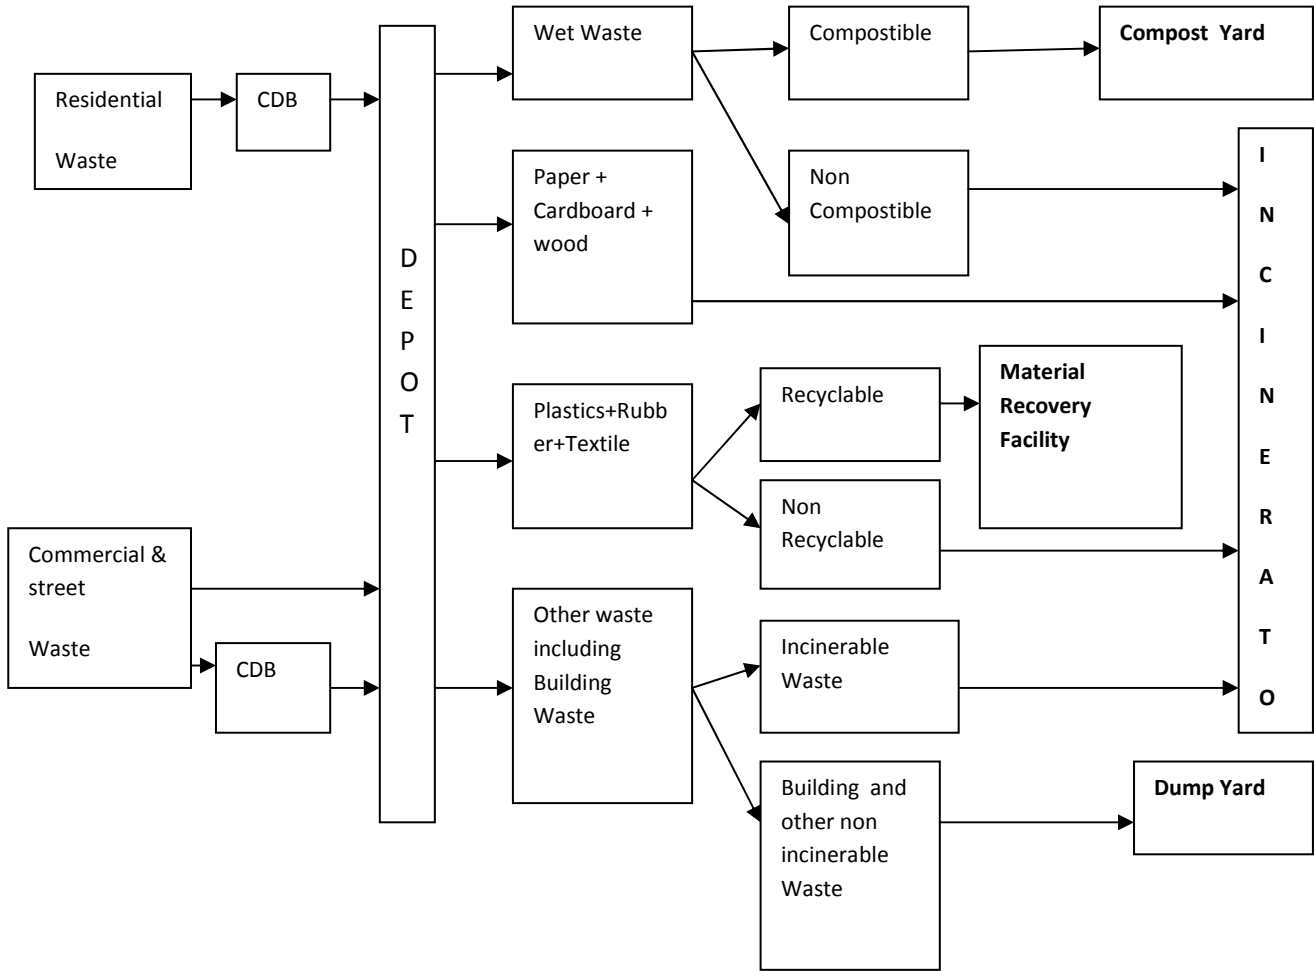 Residential
Waste
CDB
Commercial &
street
Waste
CDB
D
E
P
O
T
Wet Waste
Compostible
Compost  Yard
Non
Compostible
Paper +
Cardboard +
wood
Plastics+Rubb
er+Textile
Recyclable
Material
Recovery
Facility
Non
Recyclable
Other waste
including
Building
Waste
Incinerable
Waste
Building  and
other non
incinerable
Waste
Dump Yard
I
N
C
I
N
E
R
A
T
O